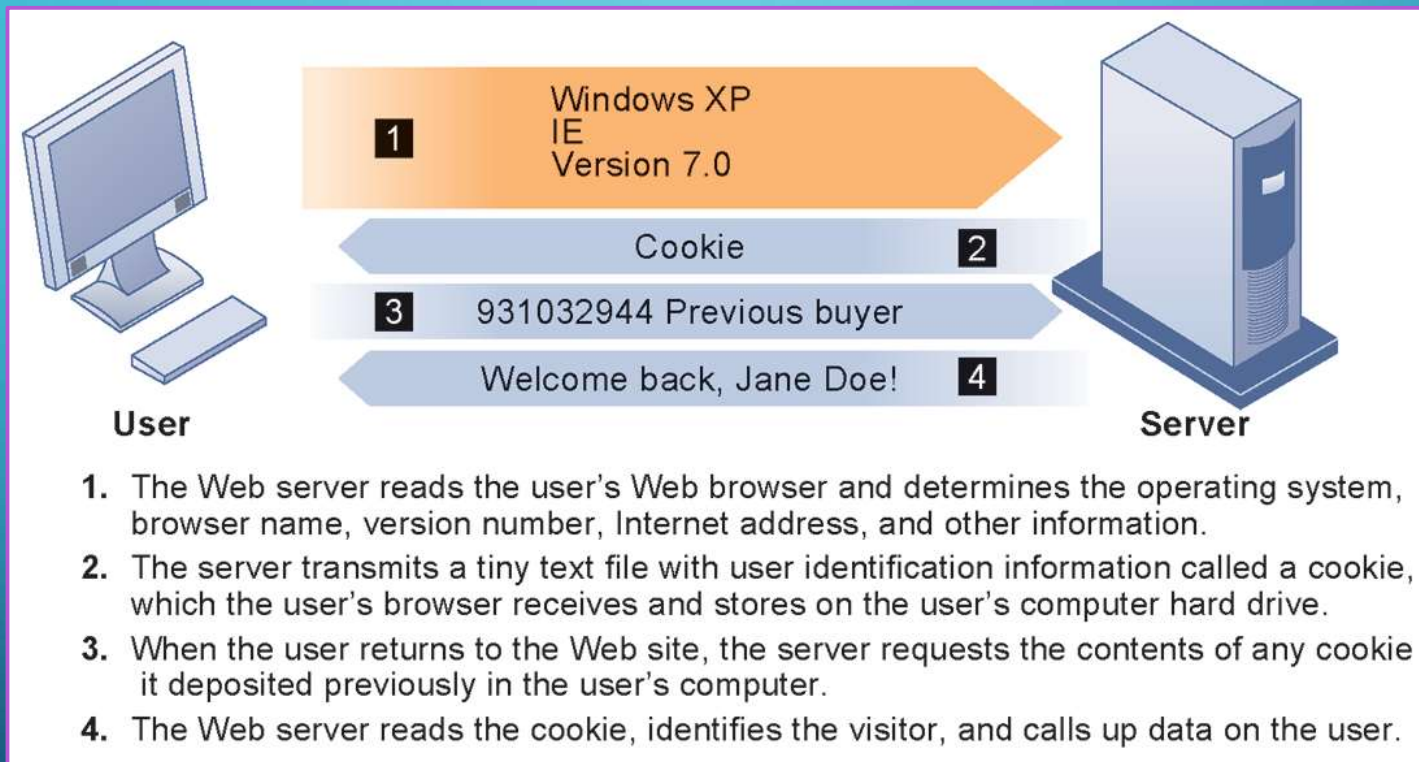 1
Windows XP
IE
Version 7.0
Cookie 2
3 931032944 Previous buyer
Welcome back, Jane Doe! 4
User
Server
1. The Web server reads the user's Web browser and determines the operating system,
browser name, version number, Internet address, and other information.
2. The server transmits a tiny text file with user identification information called a cookie,
which the user's browser receives and stores on the user's computer hard drive.
3. When the user returns to the Web site, the server requests the contents of any cookie
it deposited previously in the user's computer.
4. The Web server reads the cookie, identifies the visitor, and calls up data on the user.